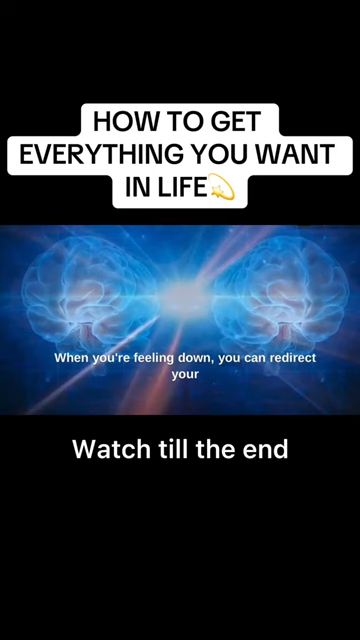 HOW TO GET
EVERYTHING YOU WANT
IN LIFE💫
When you're feeling down, you can redirect
your
Watch till the end